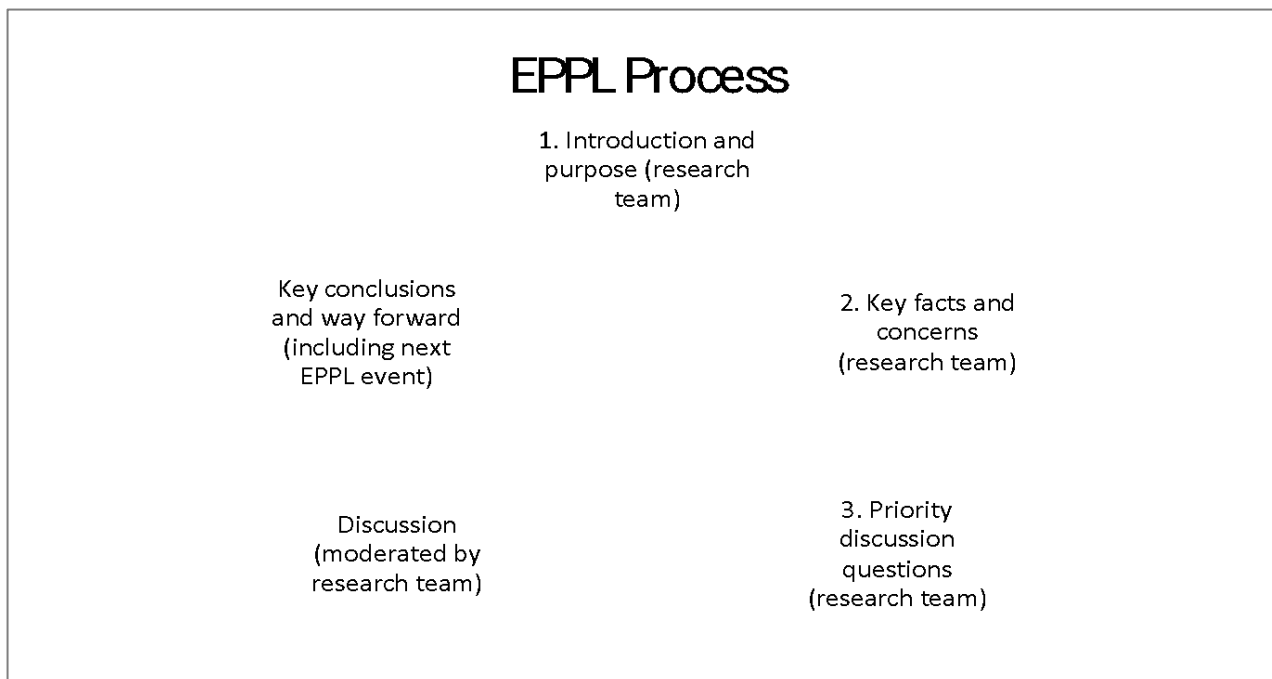 EPPL Process
1. Introduction and
purpose (research
team)
2. Key facts and
concerns
(research team)
3. Priority
discussion
questions
(research team)
Discussion
(moderated by
research team)
Key conclusions
and way forward
(including next
EPPL event)